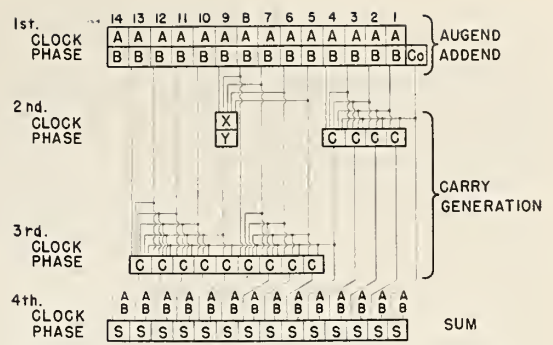 14 13 12 11 10 9 8 7 6 5 4 3 2 1
1st. CLOCK PHASE
A A A A A A A A A A A A A A
B B B B B B B B B B B B B B Co
AUGEND
ADDEND
2nd. CLOCK PHASE
X
Y
C C C C
CARRY GENERATION
3rd. CLOCK PHASE
C C C C C C C C C
4th. CLOCK PHASE
A A A A A A A A A A A A A A
B B B B B B B B B B B B B B
S S S S S S S S S S S S S S
SUM